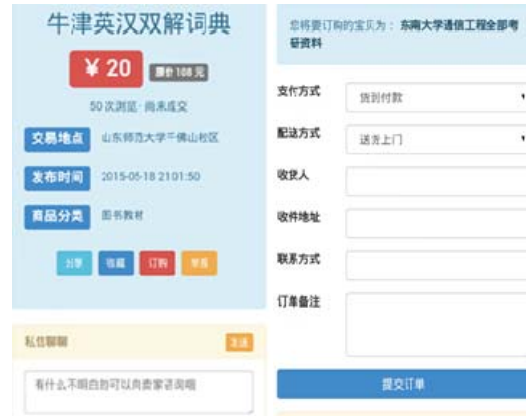 牛津英汉双解词典
¥ 20 原价 108 元
50 次浏览 · 尚未成交
交易地点 山东师范大学千佛山校区
发布时间 2015-05-18 21:01:50
商品分类 图书教材
分享 收藏 订购 举报
私信聊聊 发送
有什么不明白的可以向卖家咨询哦
您将要订购的宝贝为： 东南大学通信工程全部考
研资料
支付方式 货到付款
配送方式 送货上门
收货人
收件地址
联系方式
订单备注
提交订单